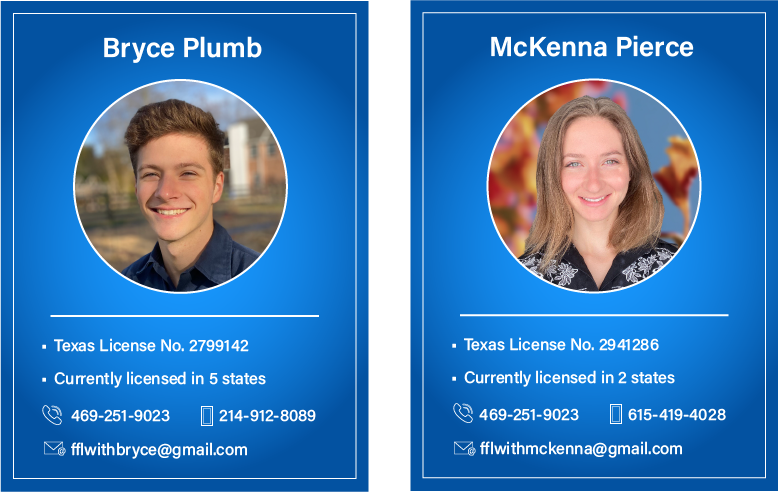 Bryce Plumb
Texas License No. 2799142
Currently licensed in 5 states
469-251-9023 214-912-8089
fflwithbryce@gmail.com
McKenna Pierce
Texas License No. 2941286
Currently licensed in 2 states
469-251-9023 615-419-4028
fflwithmckenna@gmail.com